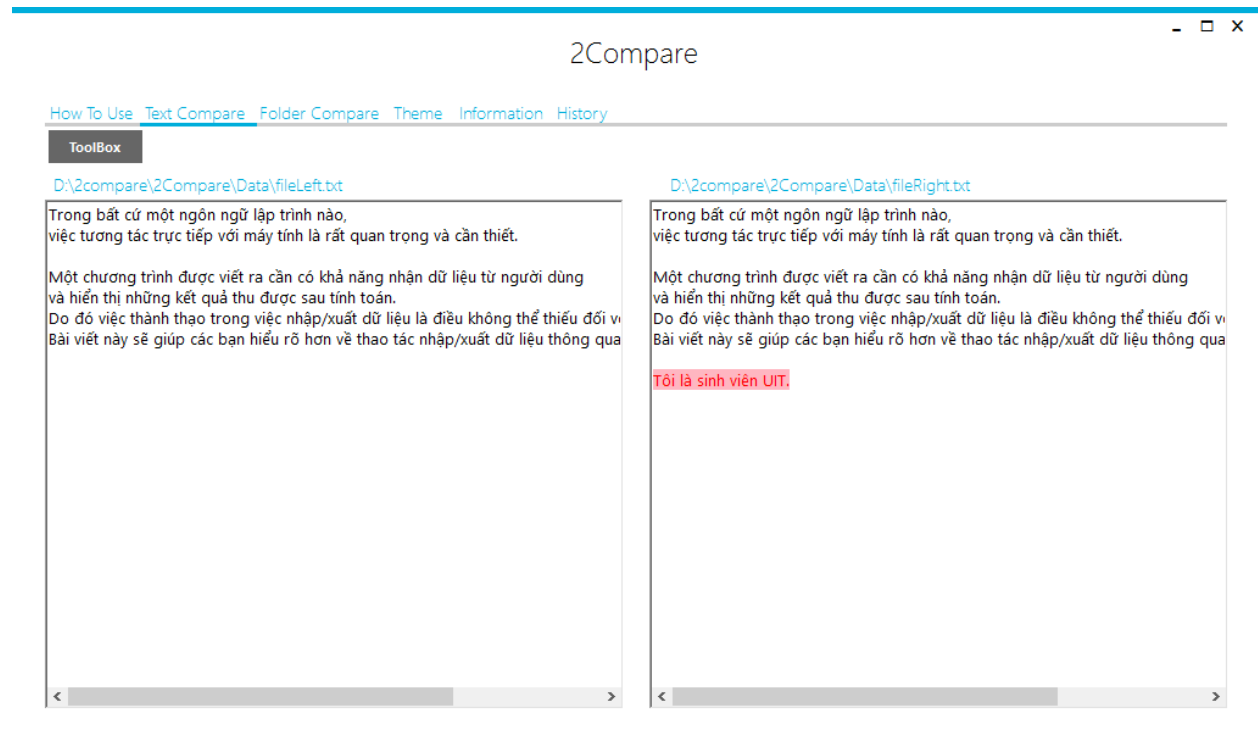 2Compare
How To Use Text Compare Folder Compare Theme Information History
ToolBox
D:\2compare\2Compare\Data\fileLeft.txt
Trong bất cứ một ngôn ngữ lập trình nào,
việc tương tác trực tiếp với máy tính là rất quan trọng và cần thiết.
Một chương trình được viết ra cần có khả năng nhận dữ liệu từ người dùng
và hiển thị những kết quả thu được sau tính toán.
Do đó việc thành thạo trong việc nhập/xuất dữ liệu là điều không thể thiếu đối
Bài viết này sẽ giúp các bạn hiểu rõ hơn về thao tác nhập/xuất dữ liệu thông qua
D:\2compare\2Compare\Data\fileRight.txt
Trong bất cứ một ngôn ngữ lập trình nào,
việc tương tác trực tiếp với máy tính là rất quan trọng và cần thiết.
Một chương trình được viết ra cần có khả năng nhận dữ liệu từ người dùng
và hiển thị những kết quả thu được sau tính toán.
Do đó việc thành thạo trong việc nhập/xuất dữ liệu là điều không thể thiếu đối
Bài viết này sẽ giúp các bạn hiểu rõ hơn về thao tác nhập/xuất dữ liệu thông qua
Tôi là sinh viên UIT.